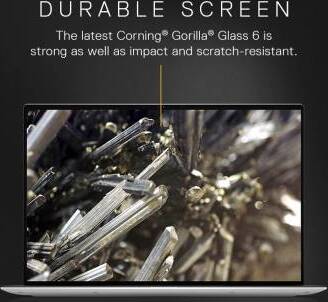 DURABLE SCREEN
The latest Corning® Gorilla® Glass 6 is
strong as well as impact and scratch-resistant.